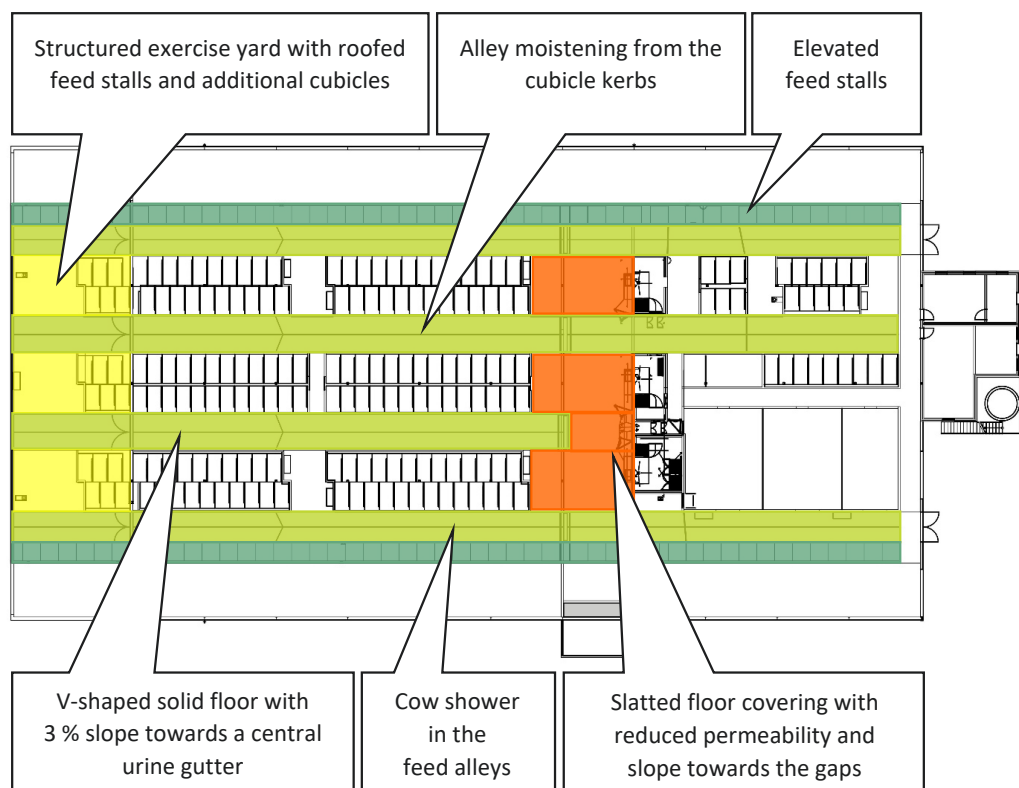 Structured exercise yard with roofed
feed stalls and additional cubicles
Alley moistening from the
cubicle kerbs
Elevated
feed stalls
V-shaped solid floor with
3 % slope towards a central
urine gutter
Cow shower
in the
feed alleys
Slatted floor covering with
reduced permeability and
slope towards the gaps